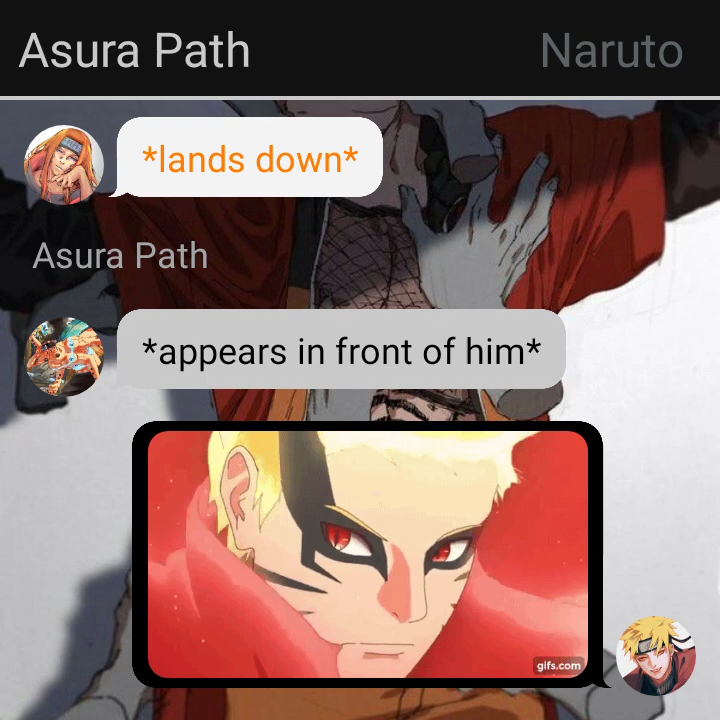 Asura Path
Naruto
*lands down*
Asura Path
*appears in front of him*
gifs.com